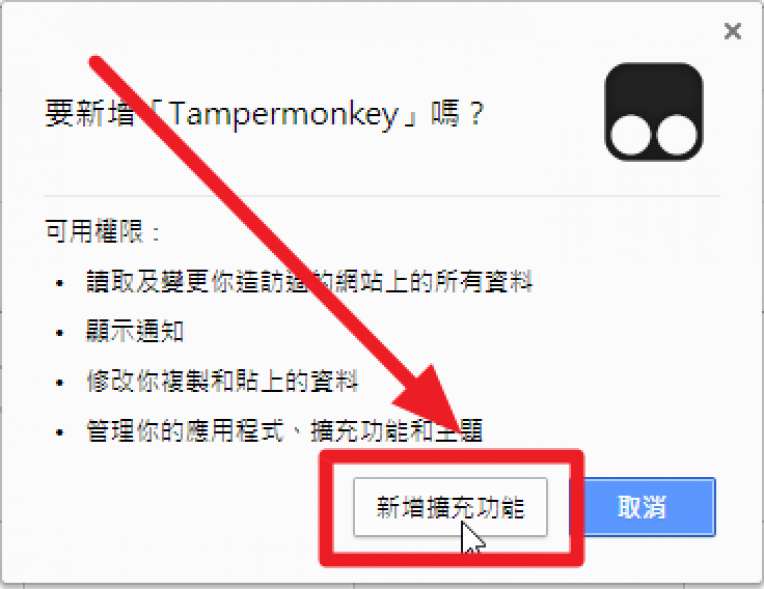 要新增「Tampermonkey」嗎？
可用權限：
• 讀取及變更你造訪過的網站上的所有資料
• 顯示通知
• 修改你複製和貼上的資料
• 管理你的應用程式、擴充功能和主題
新增擴充功能
取消